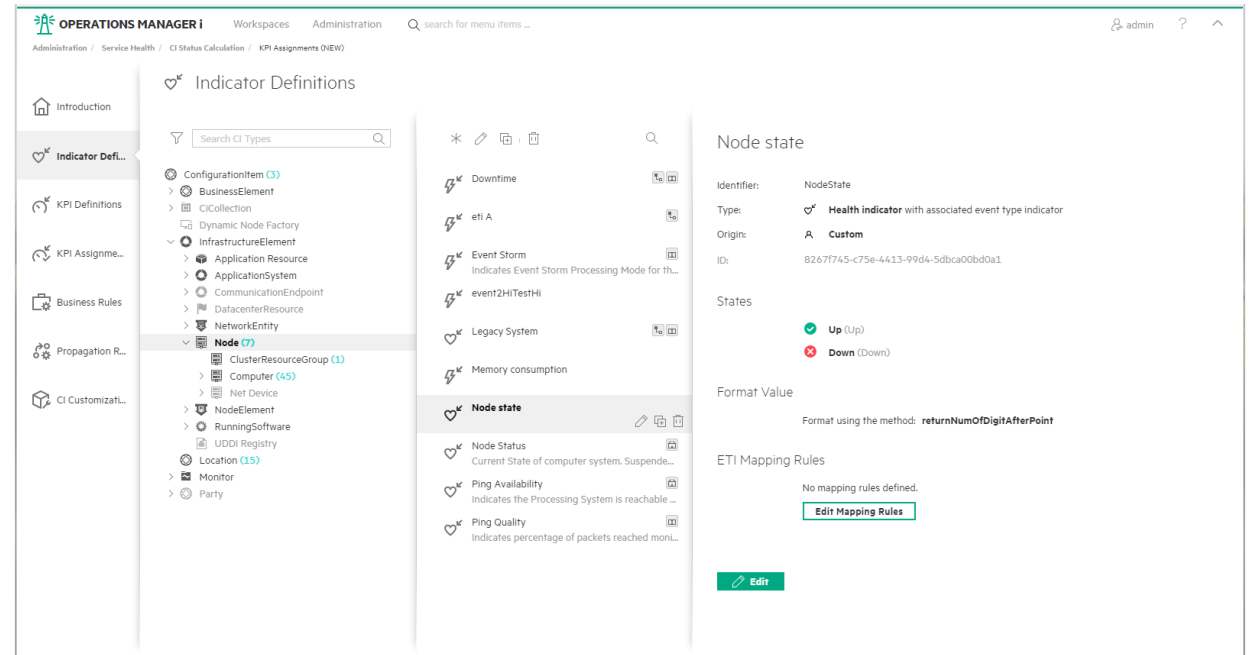 OPERATIONS MANAGER i Workspaces Administration search for menu items ... admin ?
Administration / Service Health / CI Status Calculation / KPI Assignments (NEW)
Introduction
Indicator Defi...
KPI Definitions
KPI Assignme...
Business Rules
Propagation R...
CI Customizati...
Indicator Definitions
Search CI Types
ConfigurationItem (3)
BusinessElement
CiCollection
Dynamic Node Factory
InfrastructureElement
Application Resource
ApplicationSystem
CommunicationEndpoint
DatacenterResource
NetworkEntity
Node (7)
ClusterResourceGroup (1)
Computer (45)
Net Device
NodeElement
RunningSoftware
UDDI Registry
Location (15)
Monitor
Party
Downtime
eti A
Event Storm
Indicates Event Storm Processing Mode for th...
event2HiTestHi
Legacy System
Memory consumption
Node state
Node Status
Current State of computer system. Suspende...
Ping Availability
Indicates the Processing System is reachable ...
Ping Quality
Indicates percentage of packets reached moni...
Node state
Identifier: NodeState
Type: Health indicator with associated event type indicator
Origin: Custom
ID: 8267f745-c75e-4413-99d4-5dbca00bd0a1
States
Up (Up)
Down (Down)
Format Value
Format using the method: returnNumOfDigitAfterPoint
ETI Mapping Rules
No mapping rules defined.
Edit Mapping Rules
Edit